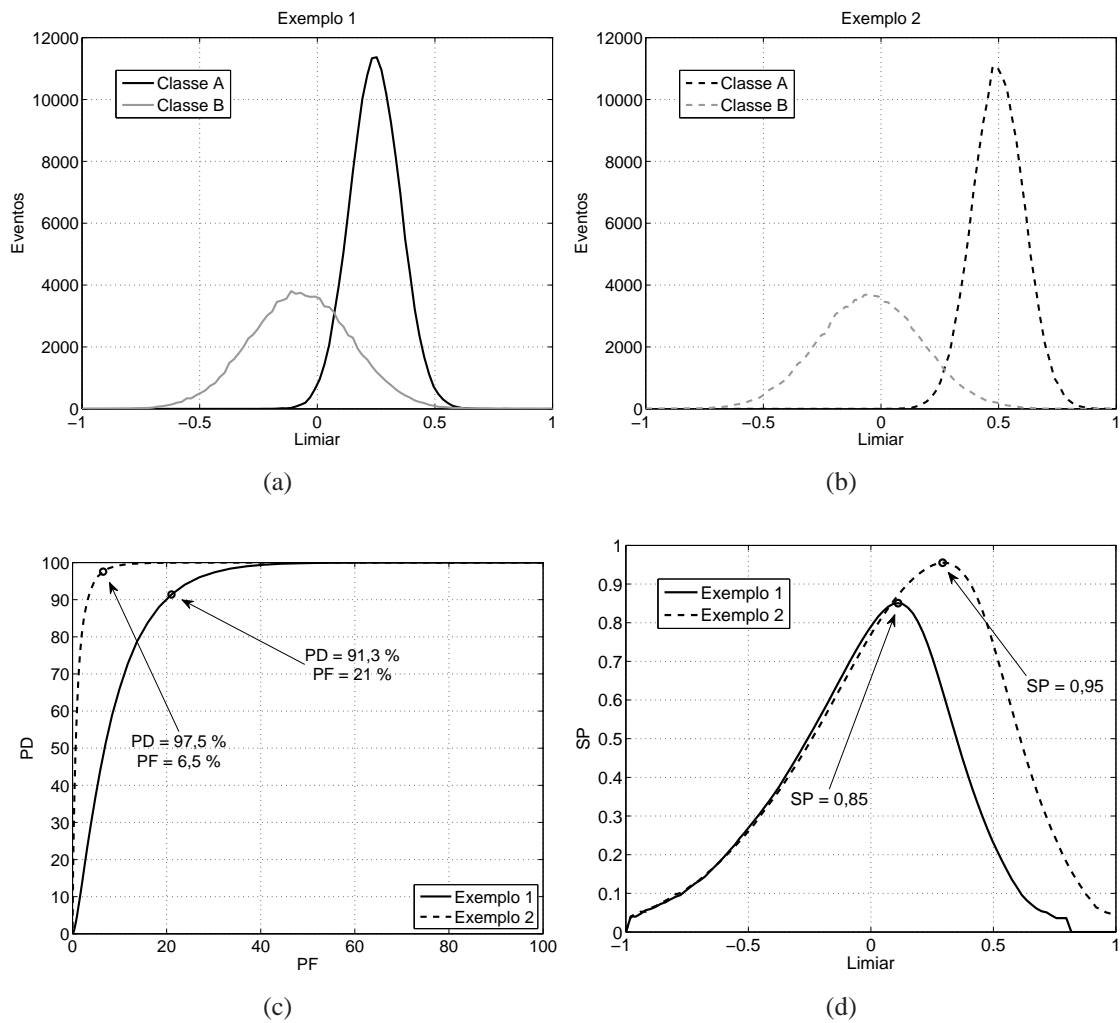 Exemplo 1
12000
10000
8000
6000
4000
2000
0
−1
−0.5
0
0.5
1
Eventos
Limiar
Classe A
Classe B
(a)
Exemplo 2
12000
10000
8000
6000
4000
2000
0
−1
−0.5
0
0.5
1
Eventos
Limiar
Classe A
Classe B
(b)
100
90
80
70
60
50
40
30
20
10
0
0
20
40
60
80
100
PD
PF
PD = 91,3 %
PF = 21 %
PD = 97,5 %
PF = 6,5 %
Exemplo 1
Exemplo 2
(c)
1
0.9
0.8
0.7
0.6
0.5
0.4
0.3
0.2
0.1
0
−1
−0.5
0
0.5
1
SP
Limiar
Exemplo 1
Exemplo 2
SP = 0,95
SP = 0,85
(d)